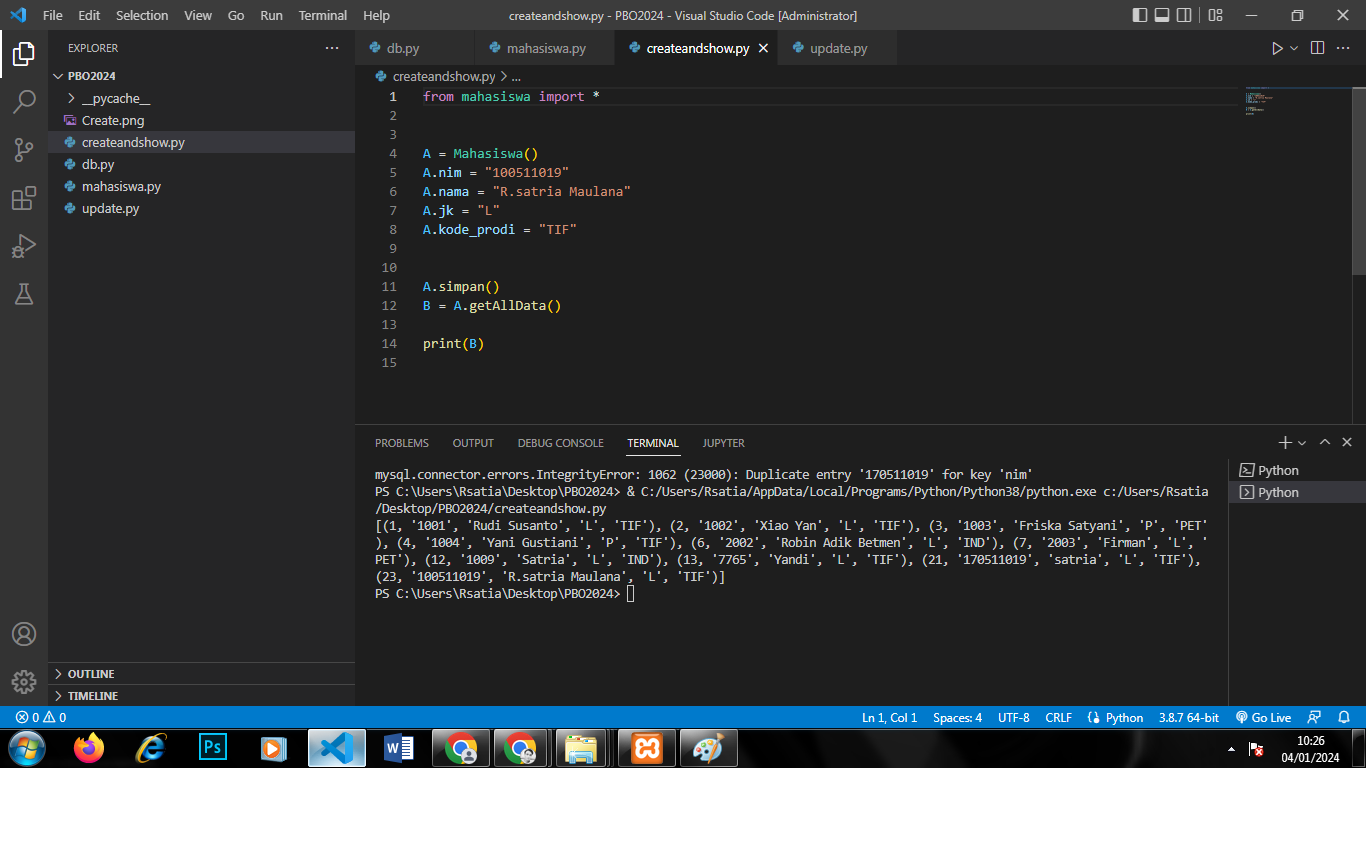 File Edit Selection View Go Run Terminal Help createandshow.py - PBO2024 - Visual Studio Code [Administrator]
EXPLORER
PBO2024
__pycache__
Create.png
createandshow.py
db.py
mahasiswa.py
update.py
OUTLINE
TIMELINE
db.py mahasiswa.py createandshow.py update.py
createandshow.py > ...
1 from mahasiswa import *
2
3
4 A = Mahasiswa()
5 A.nim = "100511019"
6 A.nama = "R.satria Maulana"
7 A.jk = "L"
8 A.kode_prodi = "TIF"
9
10
11 A.simpan()
12 B = A.getAllData()
13
14 print(B)
15
PROBLEMS OUTPUT DEBUG CONSOLE TERMINAL JUPYTER
mysql.connector.errors.IntegrityError: 1062 (23000): Duplicate entry '170511019' for key 'nim'
PS C:\Users\Rsatia\Desktop\PBO2024> & C:/Users/Rsatia/AppData/Local/Programs/Python/Python38/python.exe c:/Users/Rsatia
/Desktop/PBO2024/createandshow.py
[(1, '1001', 'Rudi Susanto', 'L', 'TIF'), (2, '1002', 'Xiao Yan', 'L', 'TIF'), (3, '1003', 'Friska Satyani', 'P', 'PET'
), (4, '1004', 'Yani Gustiani', 'P', 'TIF'), (6, '2002', 'Robin Adik Betmen', 'L', 'IND'), (7, '2003', 'Firman', 'L', '
PET'), (12, '1009', 'Satria', 'L', 'IND'), (13, '7765', 'Yandi', 'L', 'TIF'), (21, '170511019', 'satria', 'L', 'TIF'),
(23, '100511019', 'R.satria Maulana', 'L', 'TIF')]
PS C:\Users\Rsatia\Desktop\PBO2024>
Python
Python
0 0 Ln 1, Col 1 Spaces: 4 UTF-8 CRLF Python 3.8.7 64-bit Go Live
Ps
10:26
04/01/2024